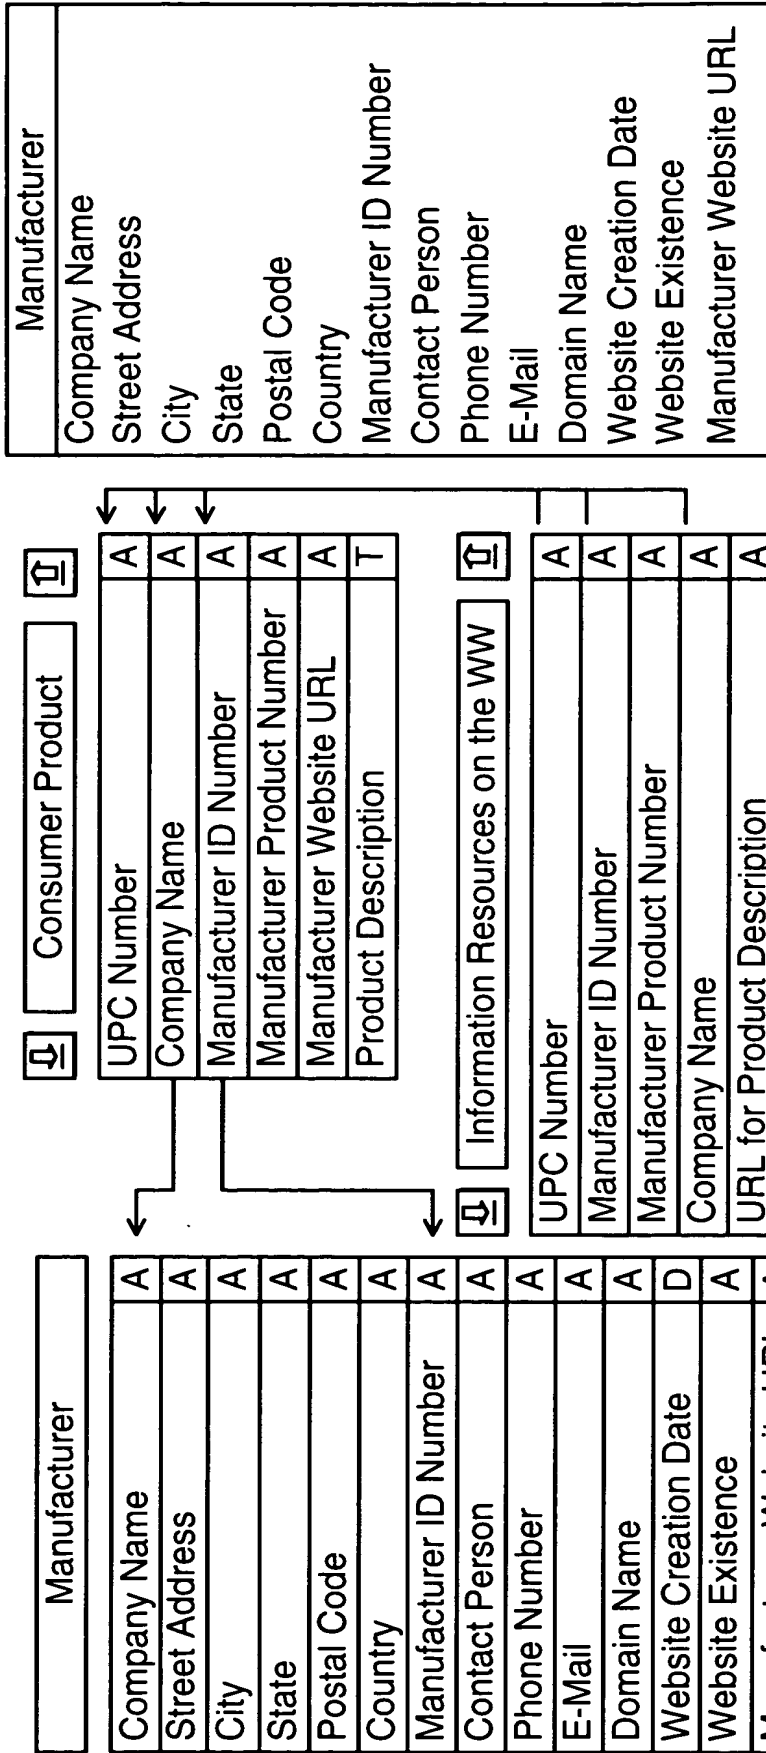 Manufacturer
Company Name A
Street Address A
City A
State A
Postal Code A
Country A
Manufacturer ID Number A
Contact Person A
Phone Number A
E-Mail A
Domain Name A
Website Creation Date D
Website Existence A
Consumer Product
UPC Number A
Company Name A
Manufacturer ID Number A
Manufacturer Product Number A
Manufacturer Website URL A
Product Description T
Information Resources on the WW
UPC Number A
Manufacturer ID Number A
Manufacturer Product Number A
Company Name A
URL for Product Description A
Manufacturer
Company Name
Street Address
City
State
Postal Code
Country
Manufacturer ID Number
Contact Person
Phone Number
E-Mail
Domain Name
Website Creation Date
Website Existence
Manufacturer Website URL